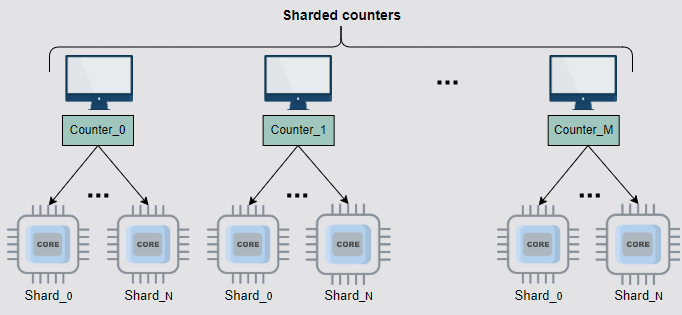 Sharded counters
...
Counter_0
Counter_1
Counter_M
... ... ...
CORE CORE CORE CORE CORE CORE
Shard_0 Shard_N Shard_0 Shard_N Shard_0 Shard_N